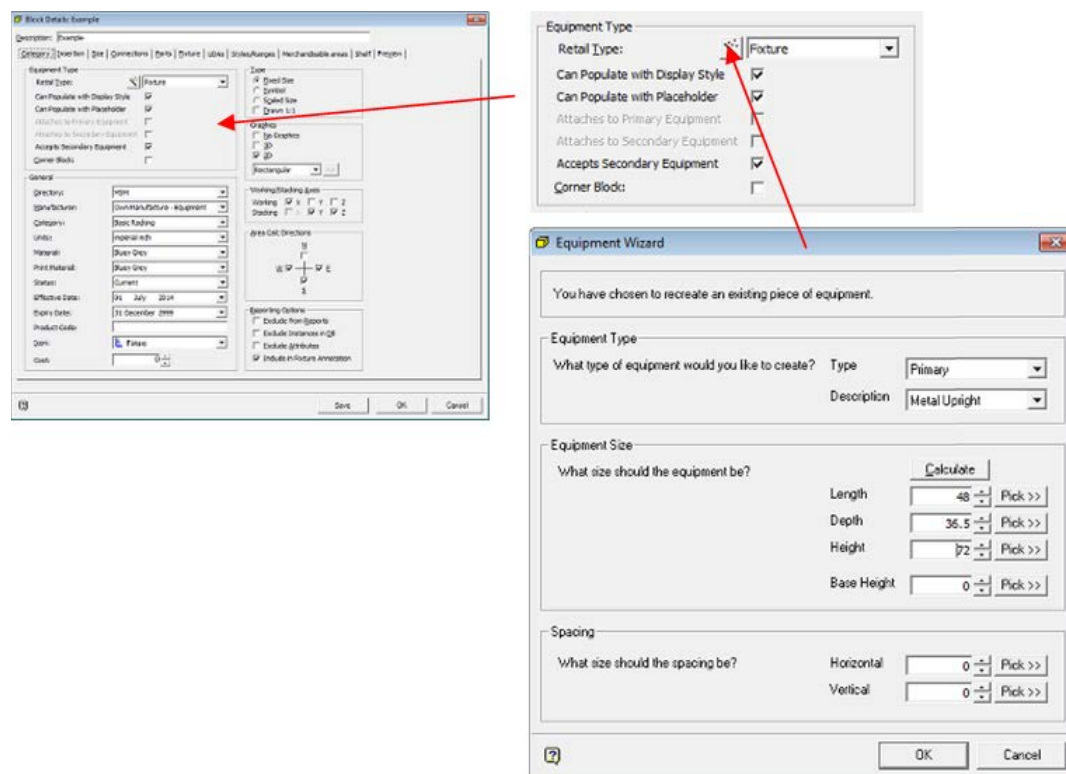 Block Details: Example
Description: Example
Category | Insertion | Size | Connections | Parts | Fixture | UDAs | Styles/Ranges | Merchandisable areas | Shelf | Preview
Equipment Type
Retail Type: Fixture
Can Populate with Display Style
Can Populate with Placeholder
Attaches to Primary Equipment
Attaches to Secondary Equipment
Accepts Secondary Equipment
Corner Block:
General
Directory:
Manufacturer: Own Manufacture - Equipment
Category: Basic Racking
Units: Imperial Inch
Material: Bluey Grey
Print Material: Bluey Grey
Status: Current
Effective Date: 01 July 2014
Expiry Date: 31 December 2999
Product Code:
Icon: Fixture
Cost: 0
Type
Fixed Size
Symbol
Scaled Size
Drawn 1:1
Graphics
No Graphics
3D
2D
Rectangular >>
Working/Stacking Axes
Working X Y Z
Stacking X Y Z
Area Calc Directions
N
W E
S
Reporting Options
Exclude from Reports
Exclude Instances in QR
Exclude Attributes
Include in Fixture Annotation
Save OK Cancel
Equipment Type
Retail Type: Fixture
Can Populate with Display Style
Can Populate with Placeholder
Attaches to Primary Equipment
Attaches to Secondary Equipment
Accepts Secondary Equipment
Corner Block:
Equipment Wizard
You have chosen to recreate an existing piece of equipment.
Equipment Type
What type of equipment would you like to create? Type Primary
Description Metal Upright
Equipment Size
What size should the equipment be? Calculate
Length 48 Pick >>
Depth 36.5 Pick >>
Height 72 Pick >>
Base Height 0 Pick >>
Spacing
What size should the spacing be? Horizontal 0 Pick >>
Vertical 0 Pick >>
OK Cancel